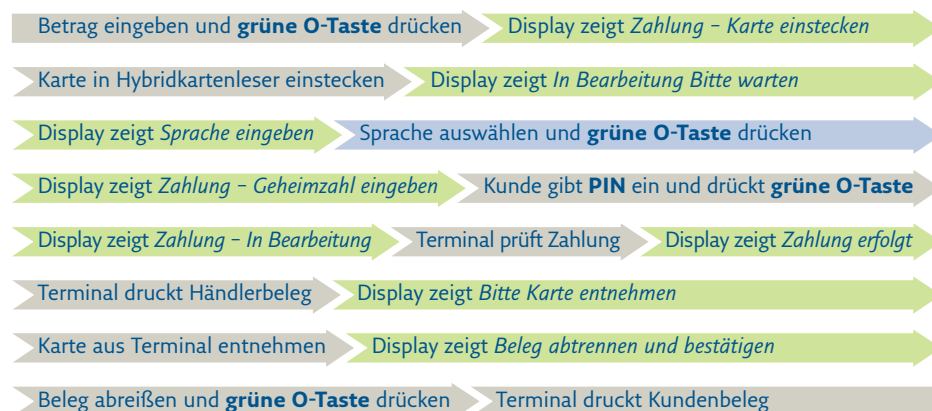 Betrag eingeben und grüne O-Taste drücken Display zeigt Zahlung – Karte einstecken
Karte in Hybridkartenleser einstecken Display zeigt In Bearbeitung Bitte warten
Display zeigt Sprache eingeben Sprache auswählen und grüne O-Taste drücken
Display zeigt Zahlung – Geheimzahl eingeben Kunde gibt PIN ein und drückt grüne O-Taste
Display zeigt Zahlung – In Bearbeitung Terminal prüft Zahlung Display zeigt Zahlung erfolgt
Terminal druckt Händlerbeleg Display zeigt Bitte Karte entnehmen
Karte aus Terminal entnehmen Display zeigt Beleg abtrennen und bestätigen
Beleg abreißen und grüne O-Taste drücken Terminal druckt Kundenbeleg